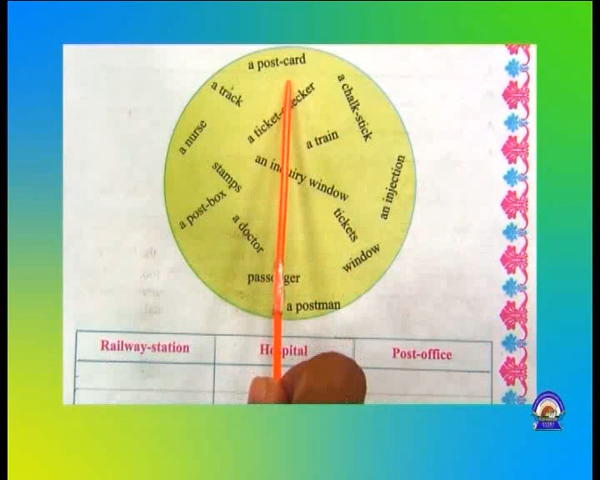 a post-card
a track
a ticket-checker
a chalk-stick
a nurse
a train
an inquiry window
stamps
an injection
a post-box
tickets
a doctor
window
passenger
a postman
Railway-station
Hospital
Post-office